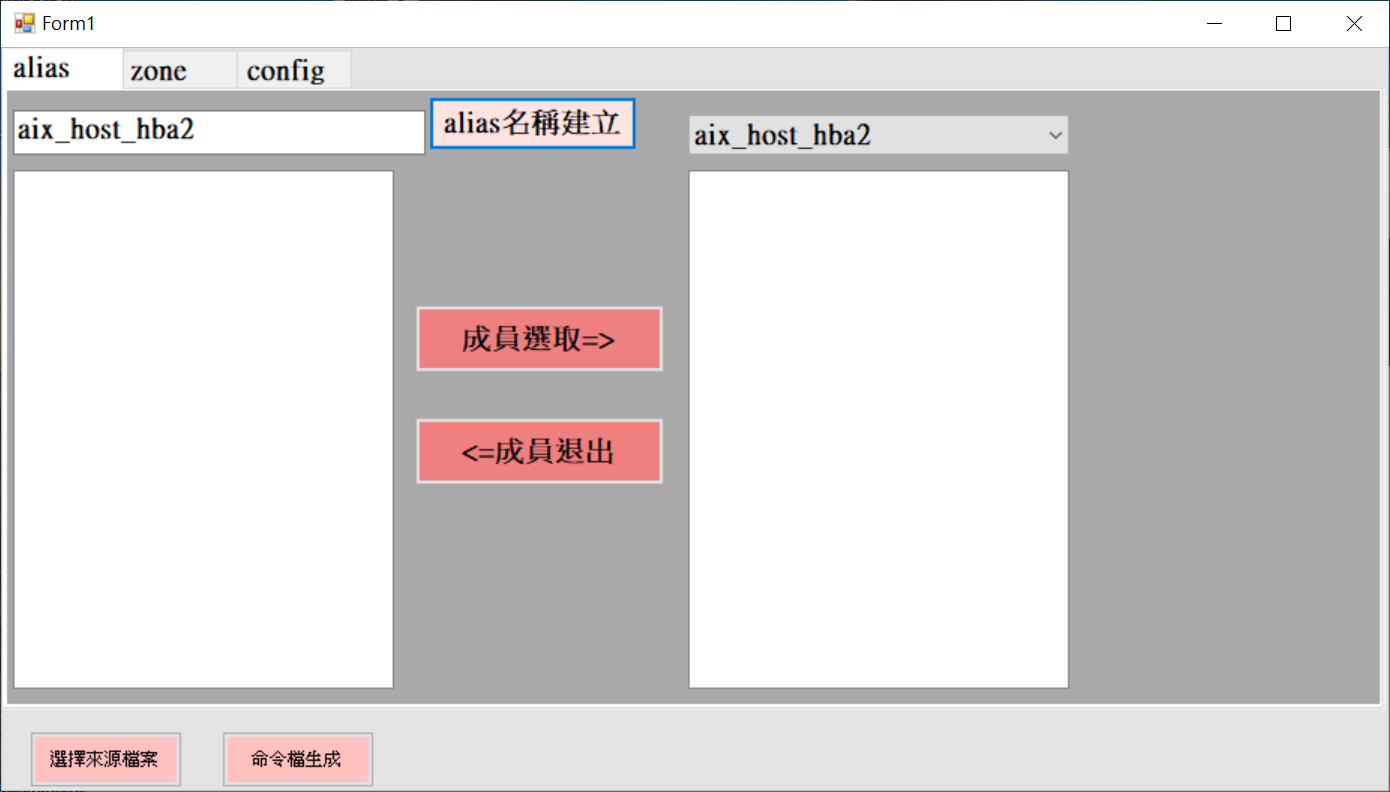 Form1
alias
zone
config
aix_host_hba2
alias名稱建立
aix_host_hba2
成員選取=>
<=成員退出
選擇來源檔案
命令檔生成